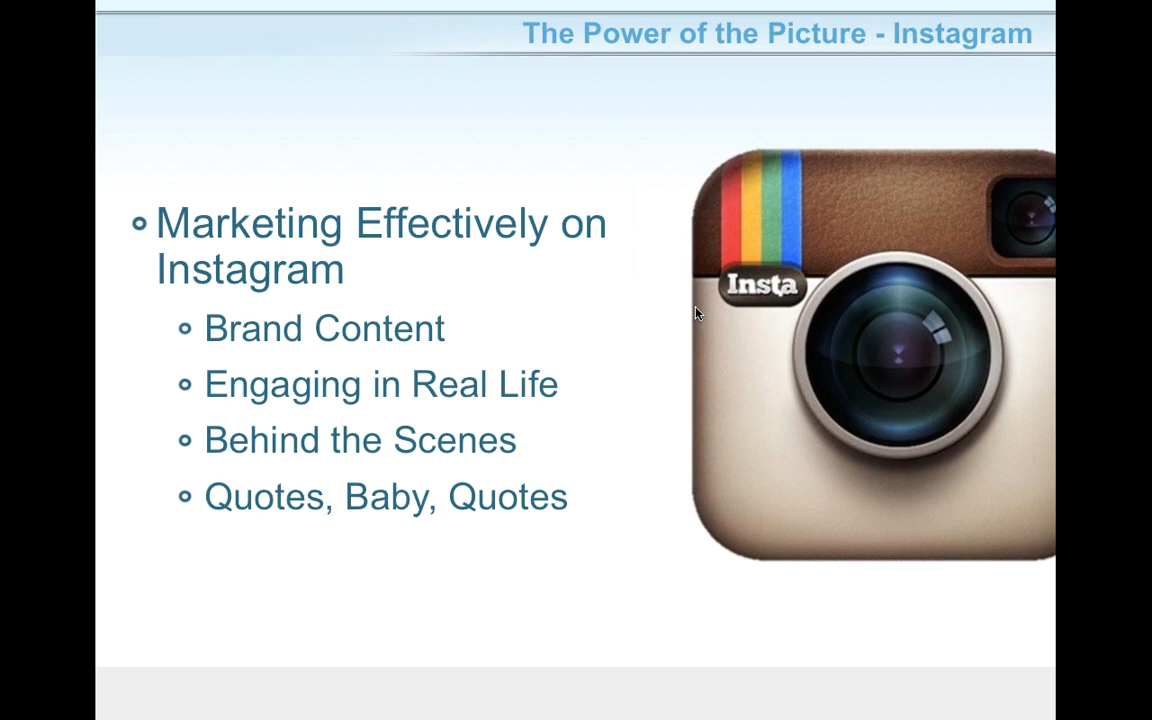 The Power of the Picture - Instagram
Marketing Effectively on
Instagram
Brand Content
Engaging in Real Life
Behind the Scenes
Quotes, Baby, Quotes
Insta